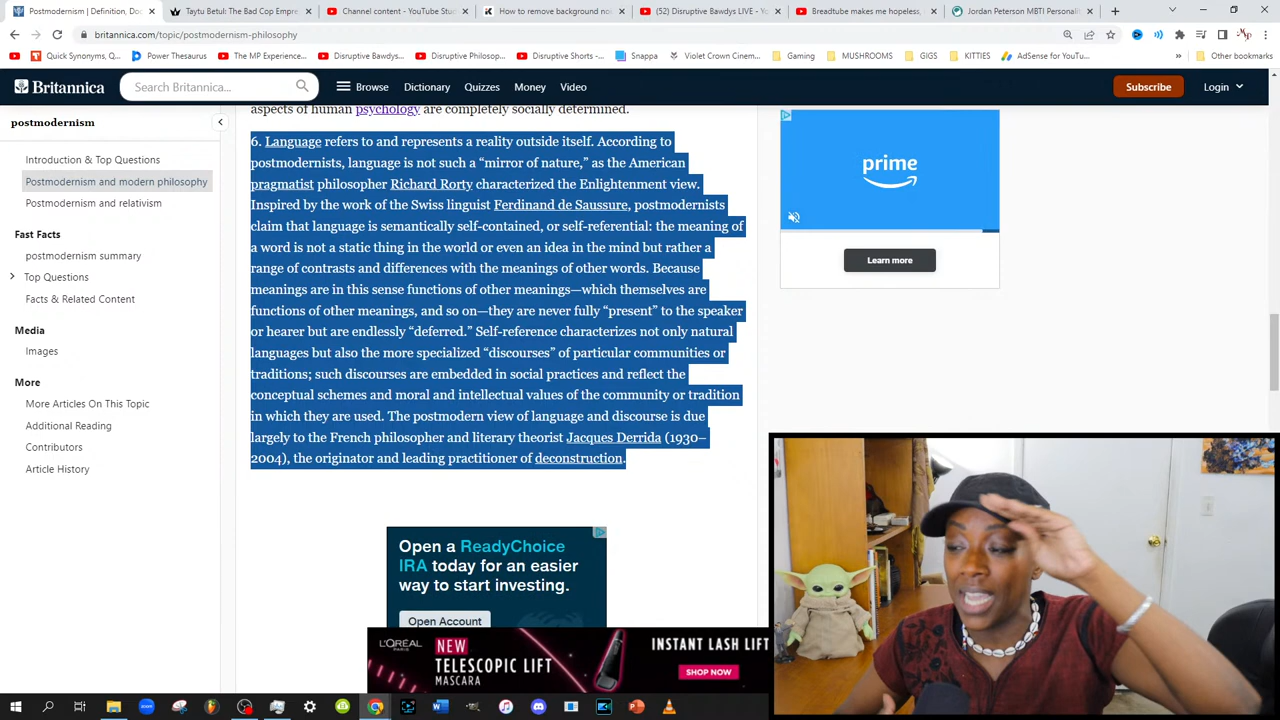 Postmodernism | Definition, Do
Taytu Betul: The Bad Cop Empre
Channel content - YouTube Stud
How to remove background no
(52) Disruptive Bawdys LIVE - Yo
Breadtube makes me hopeless,
Jordan Peterson MBTI Personali
britannica.com/topic/postmodernism-philosophy
Quick Synonyms, Q...
Power Thesaurus
The MP Experience...
Disruptive Bawdys...
Disruptive Philosop...
Disruptive Shorts -...
Snappa
Violet Crown Cinem...
Gaming
MUSHROOMS
GIGS
KITTIES
AdSense for YouTu...
Other bookmarks
Britannica
Search Britannica...
Browse
Dictionary
Quizzes
Money
Video
Subscribe
Login
postmodernism
Introduction & Top Questions
Postmodernism and modern philosophy
Postmodernism and relativism
Fast Facts
postmodernism summary
Top Questions
Facts & Related Content
Media
Images
More
More Articles On This Topic
Additional Reading
Contributors
Article History
aspects of human psychology are completely socially determined.
6. Language refers to and represents a reality outside itself. According to
postmodernists, language is not such a “mirror of nature,” as the American
pragmatist philosopher Richard Rorty characterized the Enlightenment view.
Inspired by the work of the Swiss linguist Ferdinand de Saussure, postmodernists
claim that language is semantically self-contained, or self-referential: the meaning of
a word is not a static thing in the world or even an idea in the mind but rather a
range of contrasts and differences with the meanings of other words. Because
meanings are in this sense functions of other meanings—which themselves are
functions of other meanings, and so on—they are never fully “present” to the speaker
or hearer but are endlessly “deferred.” Self-reference characterizes not only natural
languages but also the more specialized “discourses” of particular communities or
traditions; such discourses are embedded in social practices and reflect the
conceptual schemes and moral and intellectual values of the community or tradition
in which they are used. The postmodern view of language and discourse is due
largely to the French philosopher and literary theorist Jacques Derrida (1930–
2004), the originator and leading practitioner of deconstruction.
prime
Learn more
Open a ReadyChoice
IRA today for an easier
way to start investing.
Open Account
L'ORÉAL
PARIS
NEW
TELESCOPIC LIFT
MASCARA
INSTANT LASH LIFT
SHOP NOW